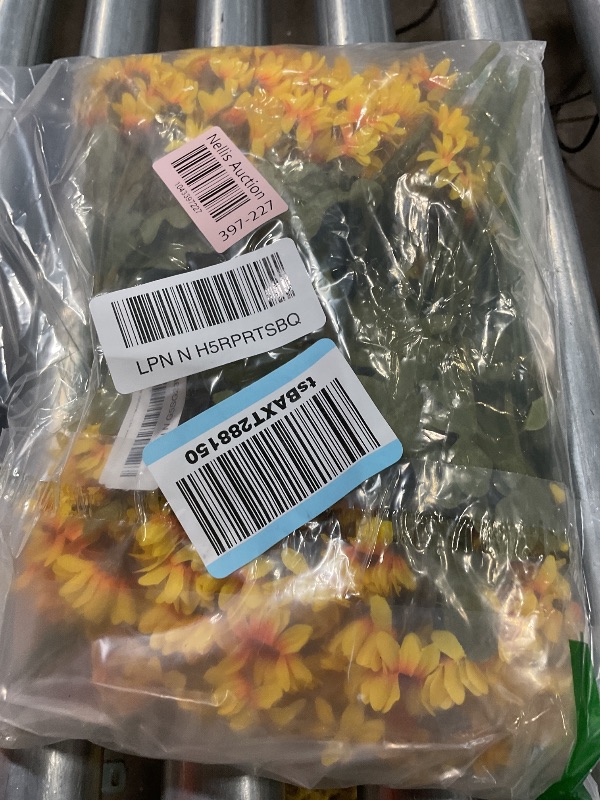 Nellis Auction
397-227
LPN N H5RPRTSBQ
tsBAXT288150